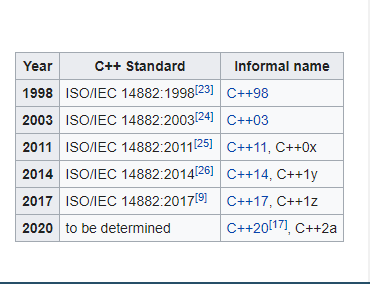 Year C++ Standard Informal name
1998 ISO/IEC 14882:1998[23] C++98
2003 ISO/IEC 14882:2003[24] C++03
2011 ISO/IEC 14882:2011[25] C++11, C++0x
2014 ISO/IEC 14882:2014[26] C++14, C++1y
2017 ISO/IEC 14882:2017[9] C++17, C++1z
2020 to be determined C++20[17], C++2a